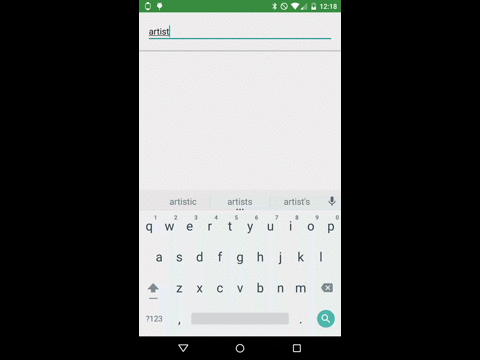 12:18
artist
artistic artists artist's
1 2 3 4 5 6 7 8 9 0
q w e r t y u i o p
a s d f g h j k l
z x c v b n m
?123 , .